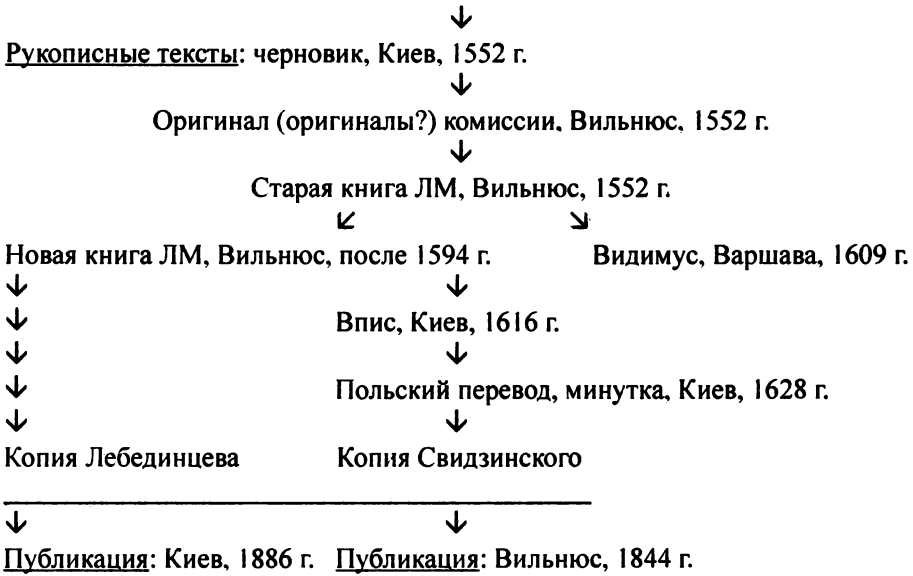 ↓
Рукописные тексты: черновик, Киев, 1552 г.
↓
Оригинал (оригиналы?) комиссии, Вильнюс, 1552 г.
↓
Старая книга ЛМ, Вильнюс, 1552 г.
↙ ↘
Новая книга ЛМ, Вильнюс, после 1594 г. Видимус, Варшава, 1609 г.
↓ ↓
↓ Впис, Киев, 1616 г.
↓ ↓
↓ Польский перевод, минутка, Киев, 1628 г.
↓ ↓
Копия Лебединцева Копия Свидзинского
↓ ↓
Публикация: Киев, 1886 г. Публикация: Вильнюс, 1844 г.